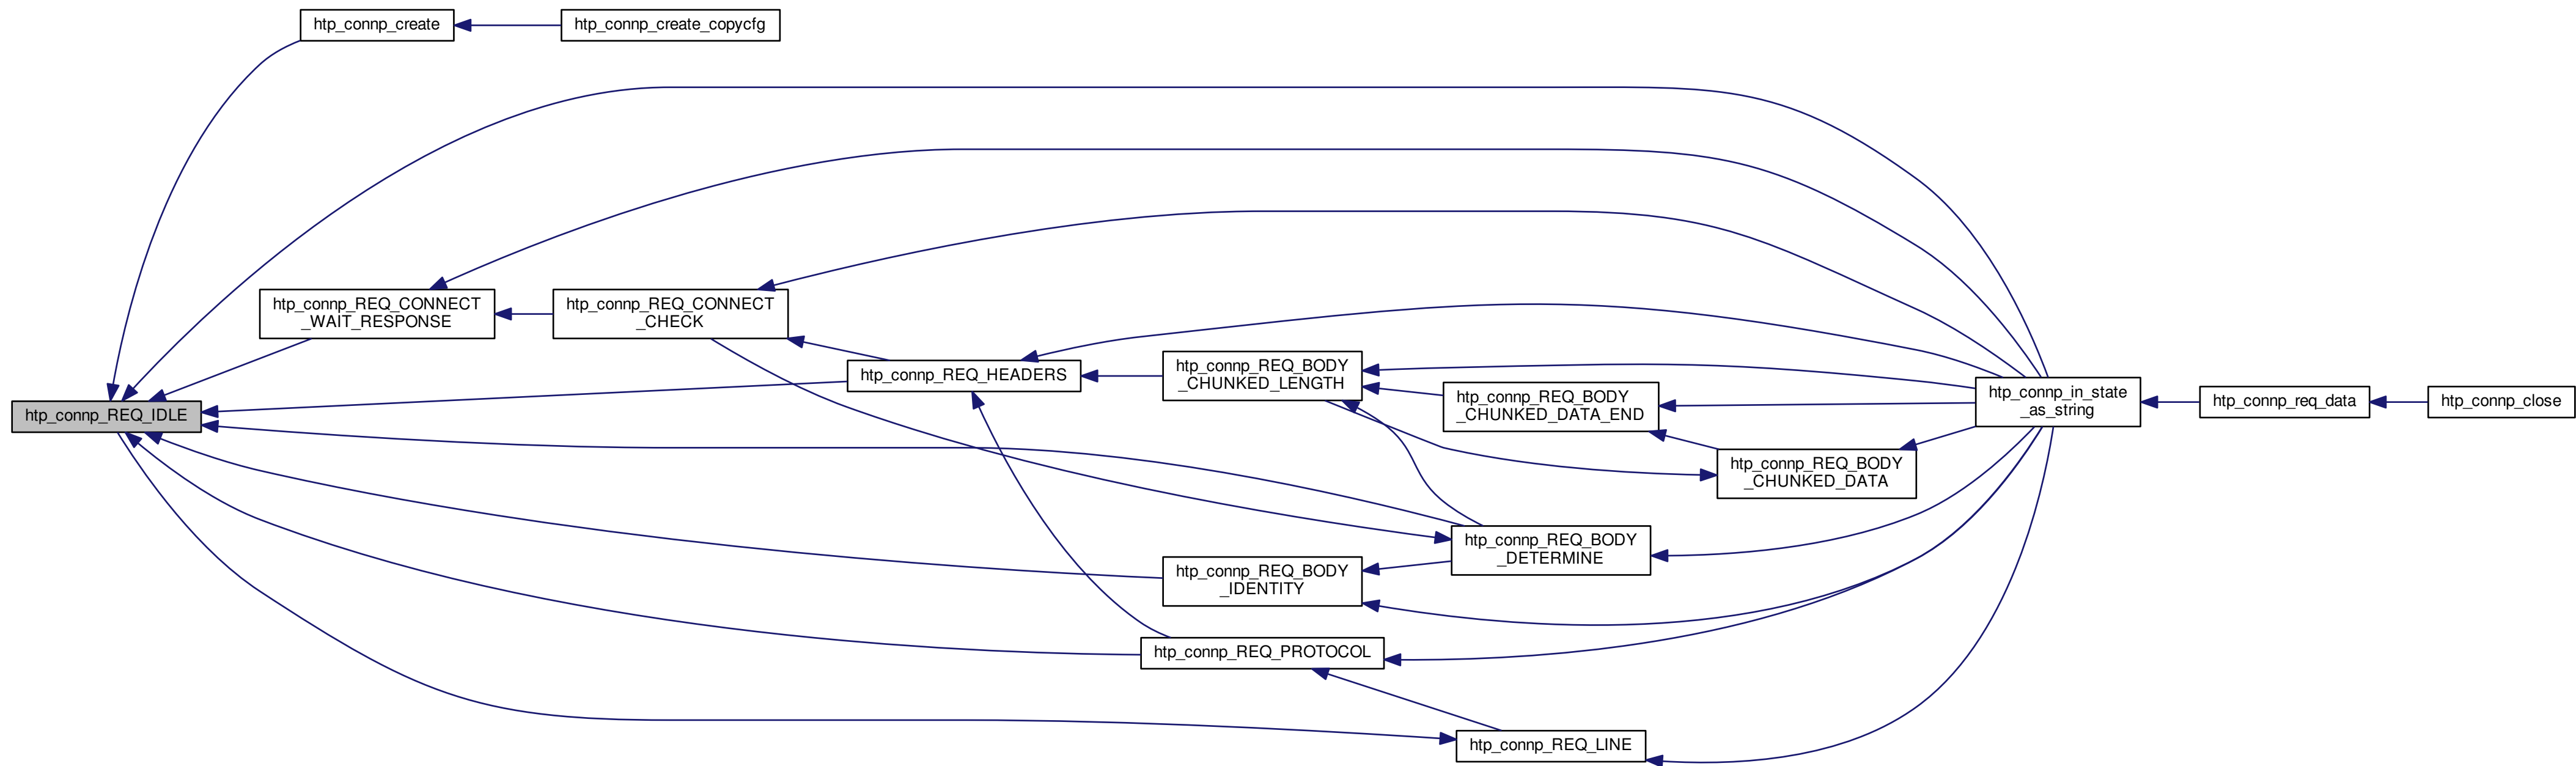 htp_connp_create
htp_connp_create_copycfg
htp_connp_REQ_CONNECT
_WAIT_RESPONSE
htp_connp_REQ_CONNECT
_CHECK
htp_connp_REQ_HEADERS
htp_connp_REQ_BODY
_CHUNKED_LENGTH
htp_connp_REQ_BODY
_CHUNKED_DATA_END
htp_connp_in_state
_as_string
htp_connp_req_data
htp_connp_close
htp_connp_REQ_IDLE
htp_connp_REQ_BODY
_CHUNKED_DATA
htp_connp_REQ_BODY
_DETERMINE
htp_connp_REQ_BODY
_IDENTITY
htp_connp_REQ_PROTOCOL
htp_connp_REQ_LINE